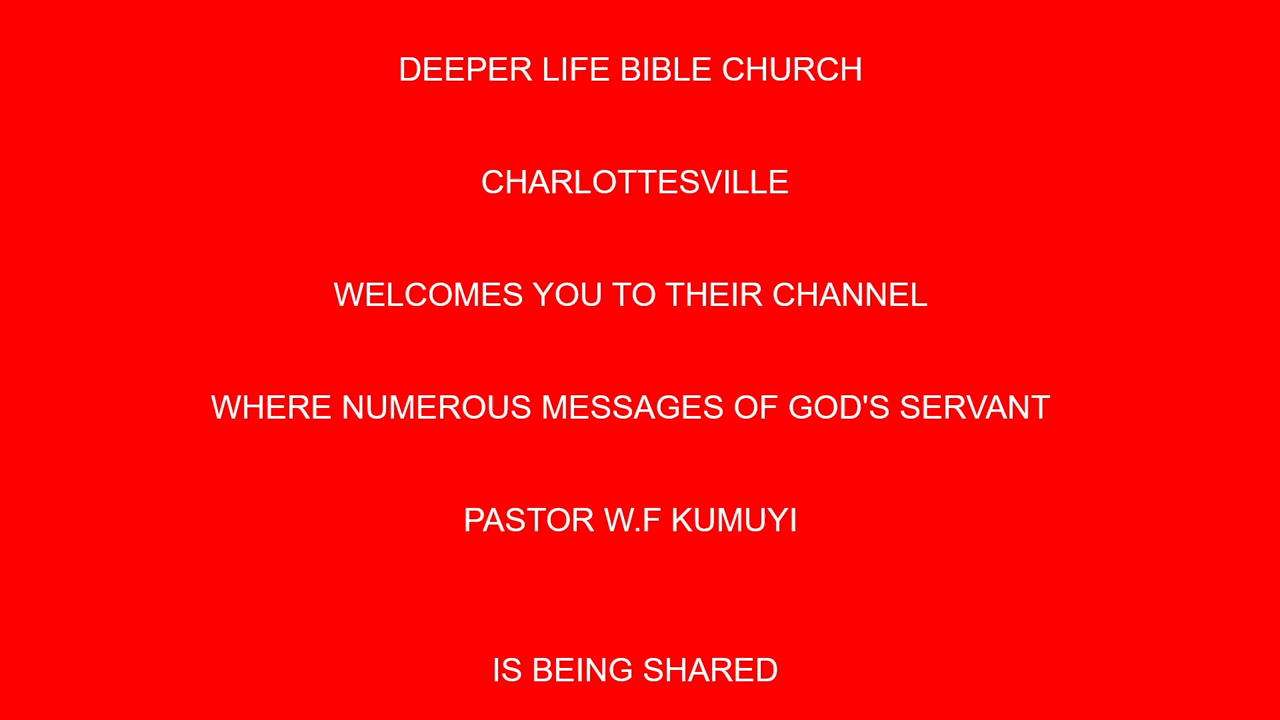 DEEPER LIFE BIBLE CHURCH
CHARLOTTESVILLE
WELCOMES YOU TO THEIR CHANNEL
WHERE NUMEROUS MESSAGES OF GOD'S SERVANT
PASTOR W.F KUMUYI
IS BEING SHARED